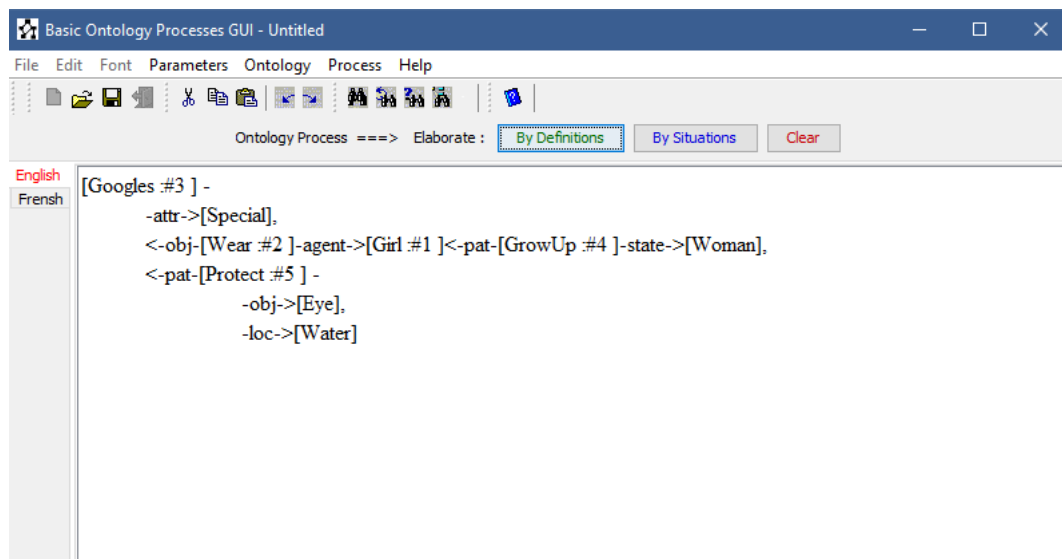 Basic Ontology Processes GUI - Untitled
File Edit Font Parameters Ontology Process Help
Ontology Process ===> Elaborate : By Definitions By Situations Clear
English
Frensh
[Googles :#3 ] -
-attr->[Special],
<-obj-[Wear :#2 ]-agent->[Girl :#1 ]<-pat-[GrowUp :#4 ]-state->[Woman],
<-pat-[Protect :#5 ] -
-obj->[Eye],
-loc->[Water]